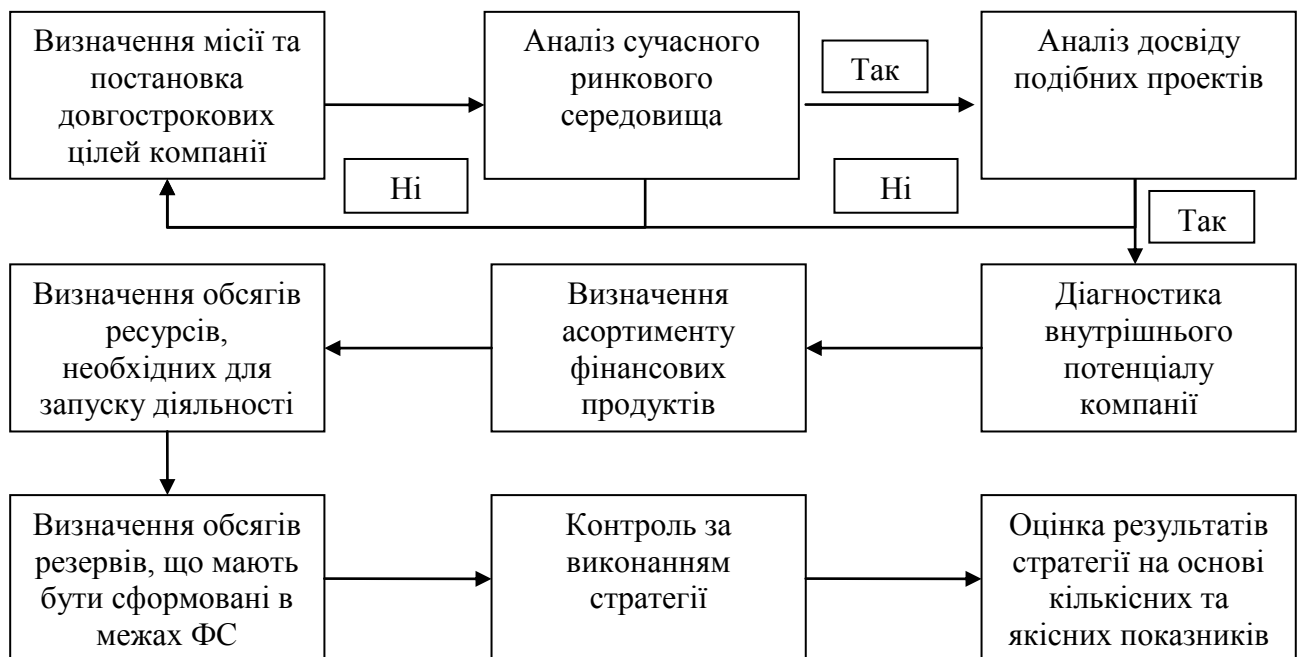 Визначення місії та
постановка
довгострокових
цілей компанії
Аналіз сучасного
ринкового
середовища
Так
Аналіз досвіду
подібних проектів
Ні
Ні
Так
Визначення обсягів
ресурсів,
необхідних для
запуску діяльності
Визначення
асортименту
фінансових
продуктів
Діагностика
внутрішнього
потенціалу
компанії
Визначення обсягів
резервів, що мають
бути сформовані в
межах ФС
Контроль за
виконанням
стратегії
Оцінка результатів
стратегії на основі
кількісних та
якісних показників